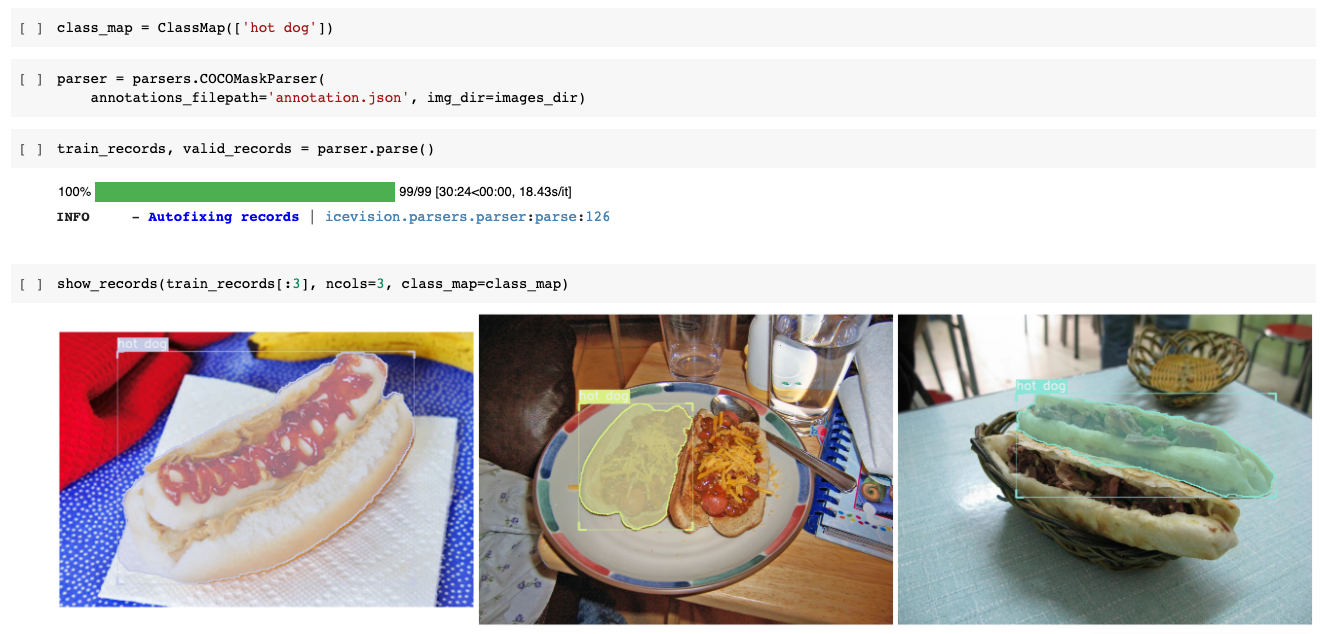 [ ] class_map = ClassMap(['hot dog'])
[ ] parser = parsers.COCOMaskParser(
annotations_filepath='annotation.json', img_dir=images_dir)
[ ] train_records, valid_records = parser.parse()
100% 99/99 [30:24<00:00, 18.43s/it]
INFO - Autofixing records | icevision.parsers.parser:parse:126
[ ] show_records(train_records[:3], ncols=3, class_map=class_map)
hot dog
hot dog
hot dog